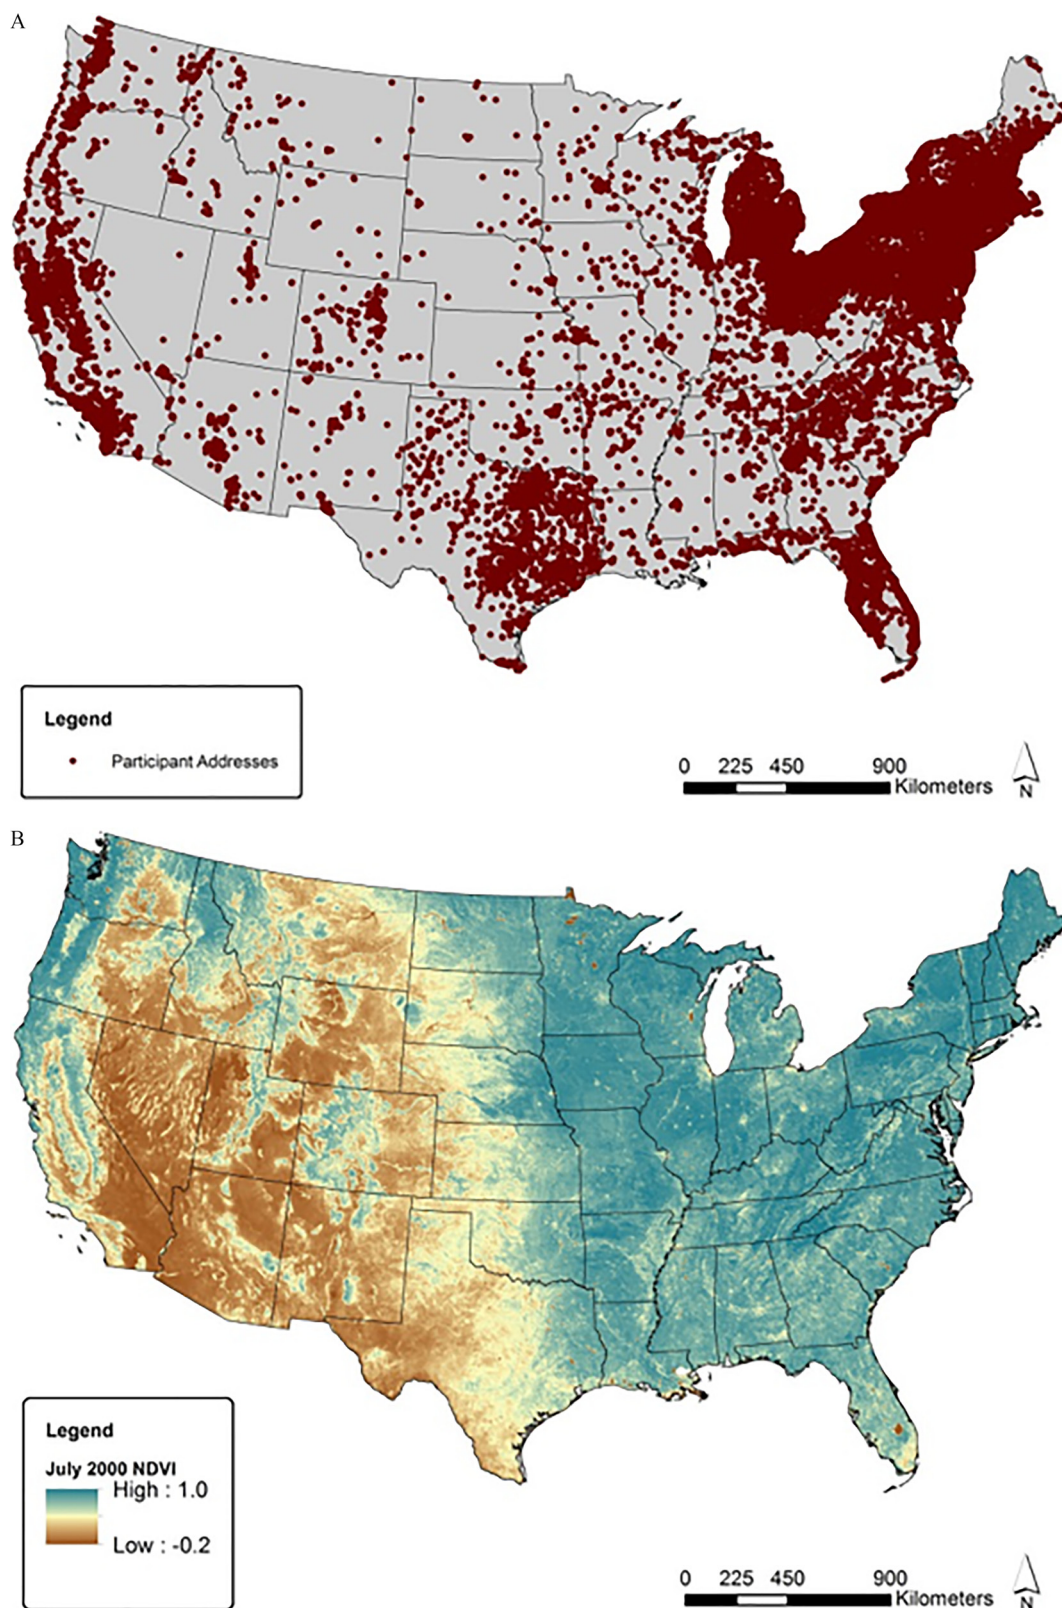 A
Legend
Participant Addresses
0 225 450 900
Kilometers
N
B
Legend
July 2000 NDVI
High : 1.0
Low : -0.2
0 225 450 900
Kilometers
N